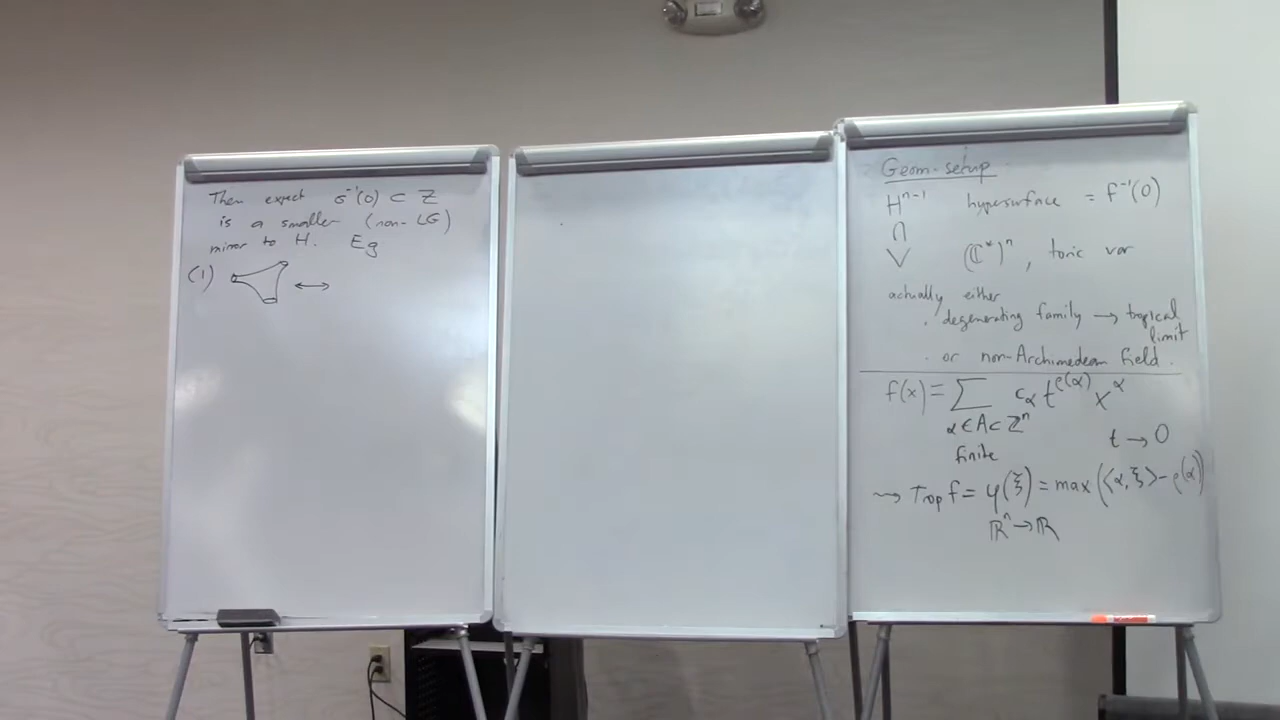 Then expect σ⁻¹(0) ⊂ Z
is a smaller (non-LG)
mirror to H. Eg
(1) ↔
Geom. setup
Hⁿ⁻¹ hypersurface = f⁻¹(0)
∩
V (ℂ*)ⁿ, toric var
actually either
· degenerating family → tropical limit
· or non-Archimedean field.
f(x) = ∑ c_α t^{ρ(α)} x^α
α ∈ A ⊂ ℤⁿ
finite
t → 0
⇝ Trop f = φ(ξ) = max (⟨α, ξ⟩ - ρ(α))
ℝⁿ → ℝ